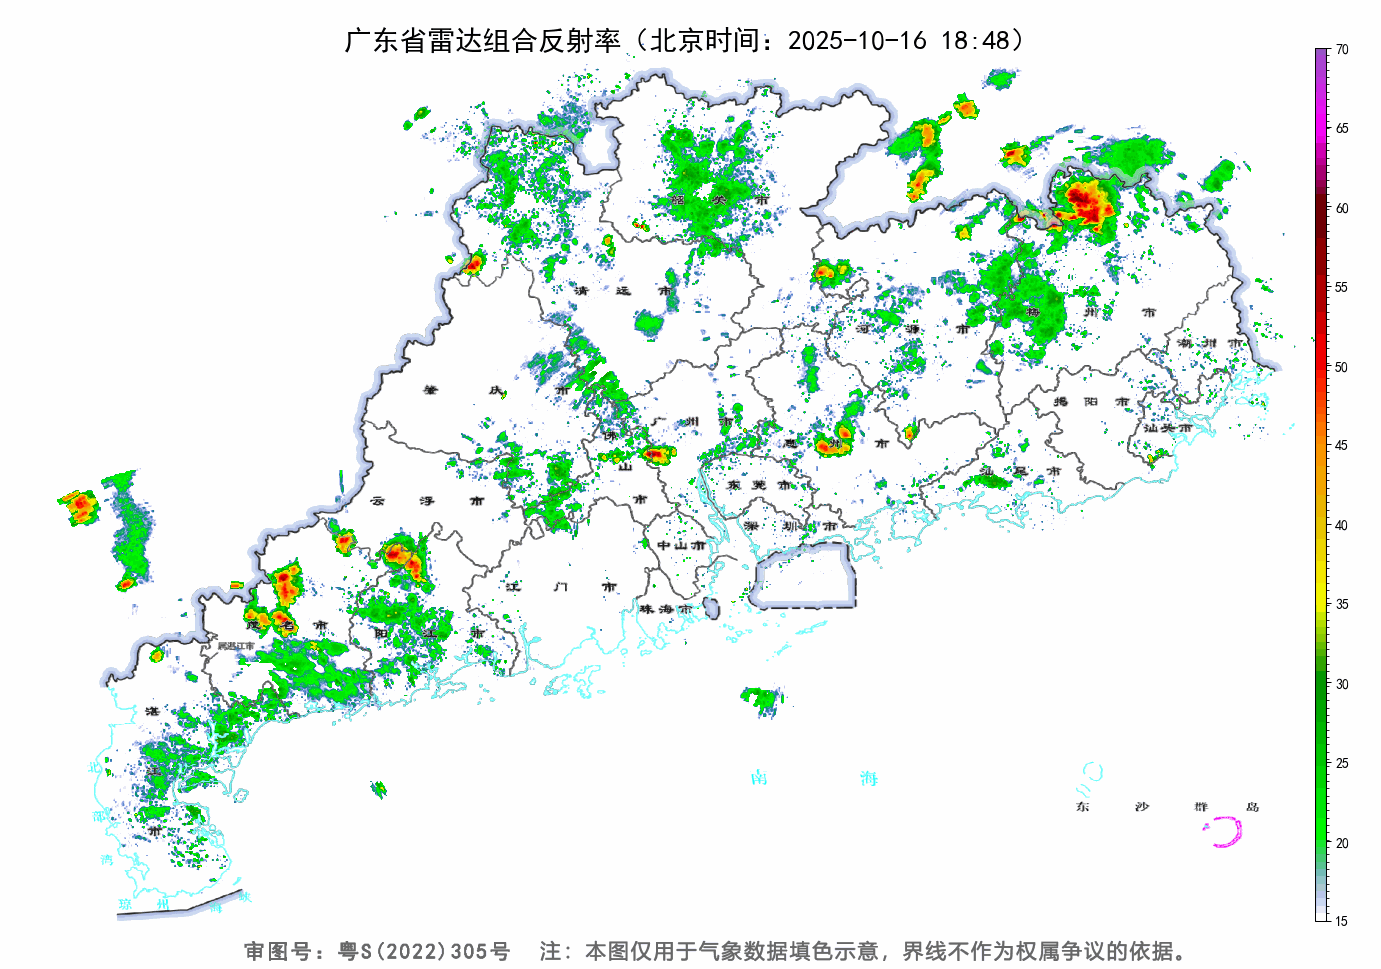 广东省雷达组合反射率（北京时间：2025-10-16 18:48）
70
65
60
55
50
45
40
35
30
25
20
15
韶 关 市
清 远 市
河 源 市
梅 州 市
潮 州 市
肇 庆 市
广 州 市
揭 阳 市
汕头市
佛 山 市
惠 州 市
云 浮 市
东 莞 市
汕 尾 市
深 圳 市
中山市
江 门 市
珠海市
茂 名 市
阳 江 市
属湛江市
湛 江 市
北 部 湾
南 海
东 沙 群 岛
琼 州 海 峡
审图号：粤S(2022)305号 注：本图仅用于气象数据填色示意，界线不作为权属争议的依据。